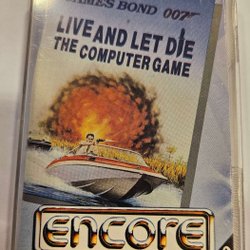 JAMES BOND 007
LIVE AND LET DIE
THE COMPUTER GAME
ENCORE